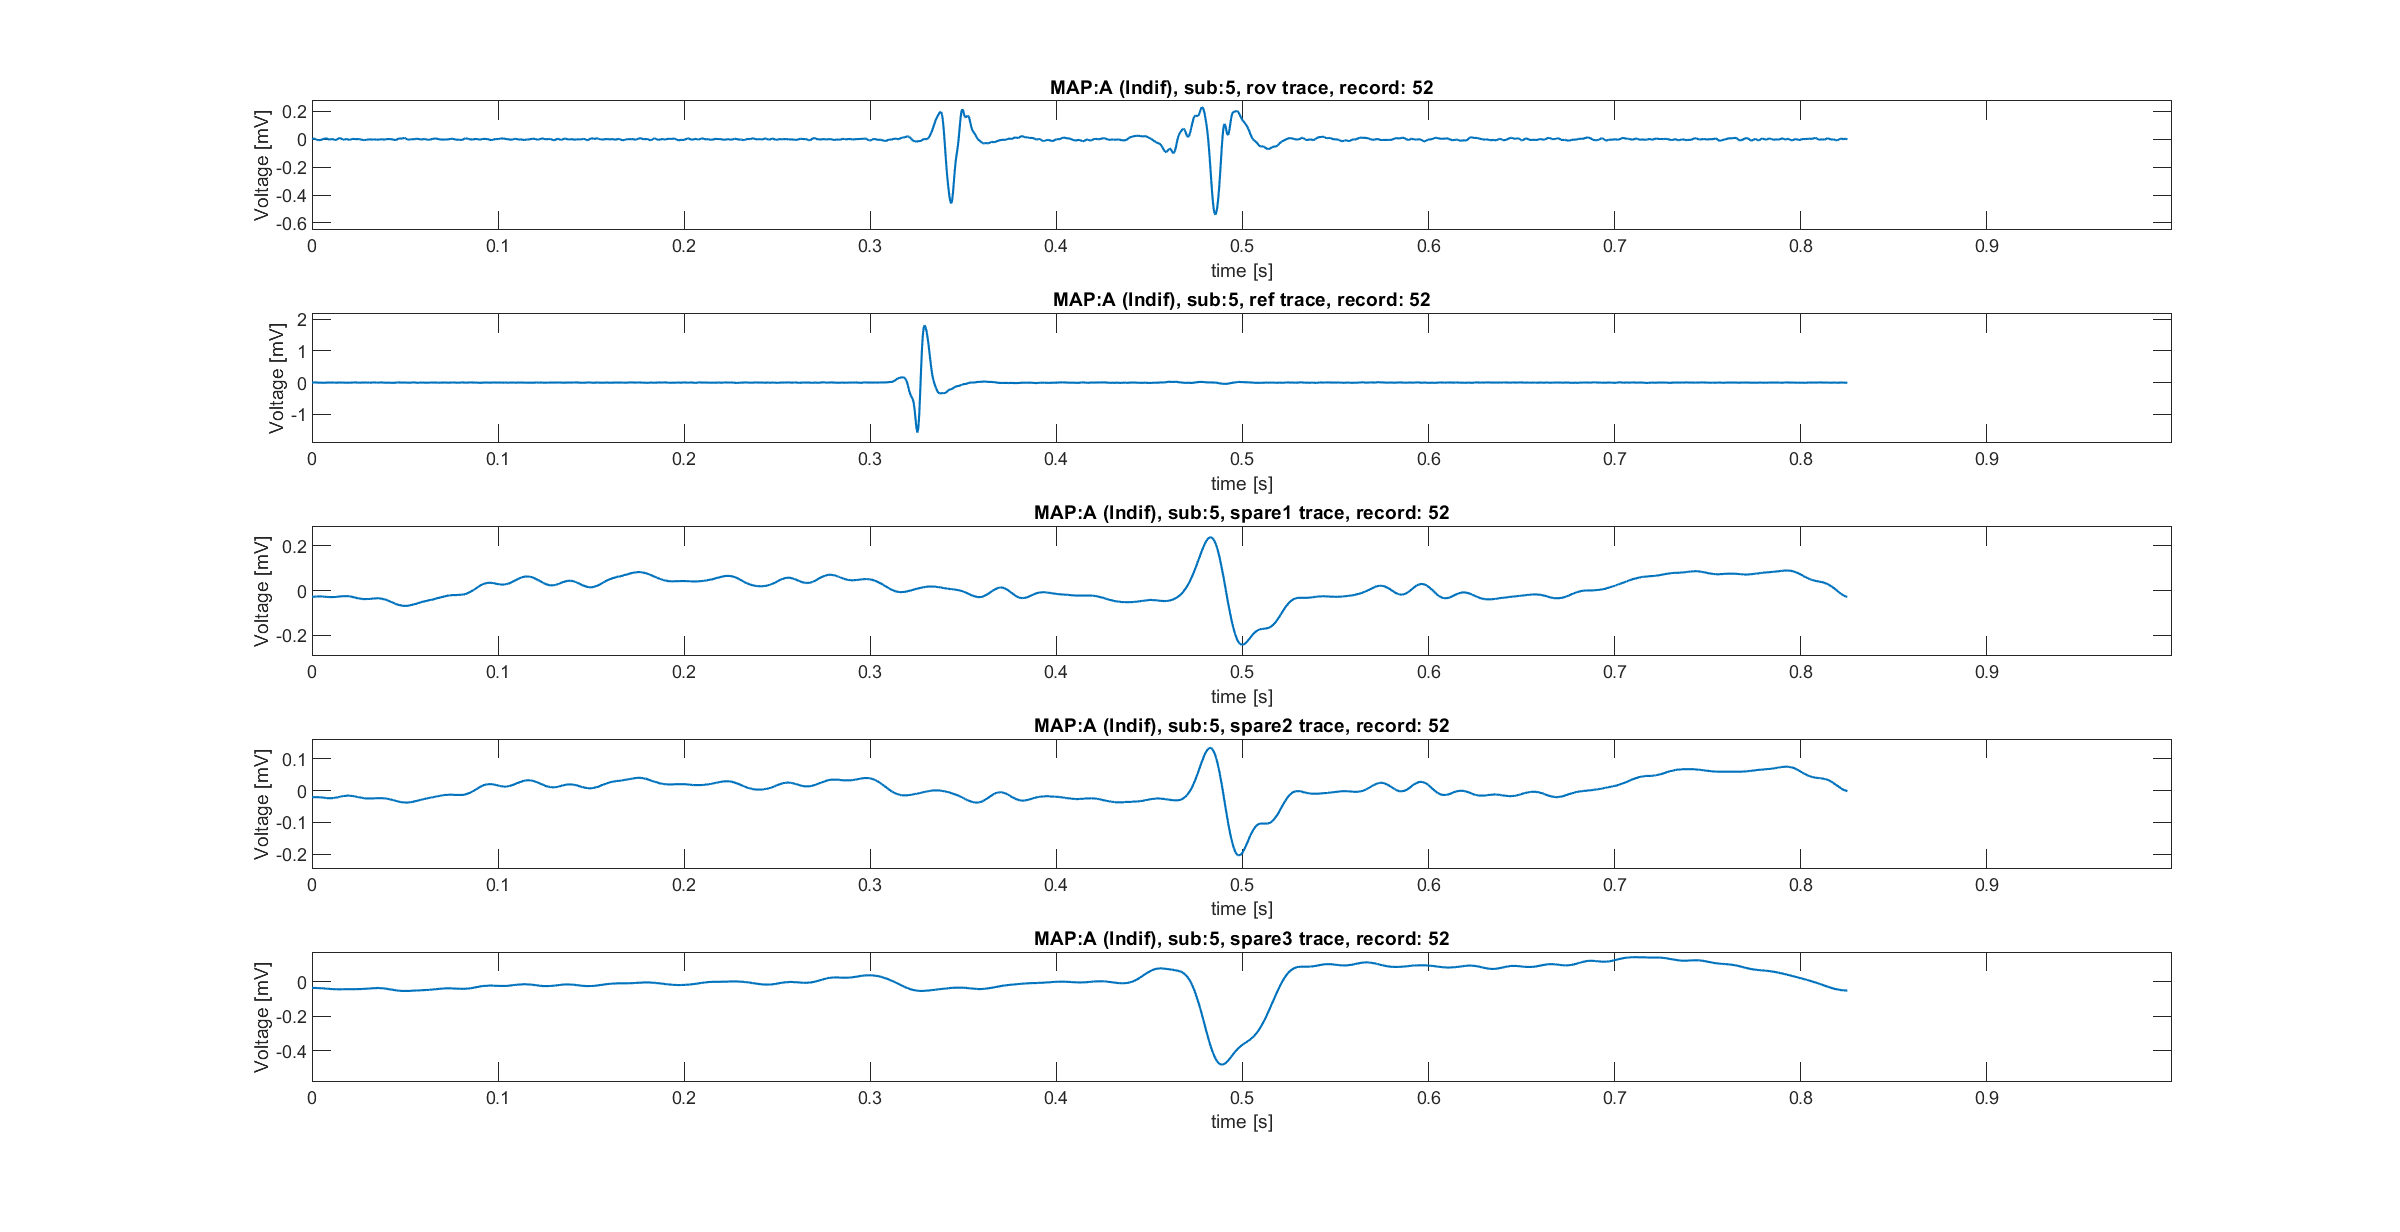 MAP:A (Indif), sub:5, rov trace, record: 52
Voltage [mV]
0.2
0
-0.2
-0.4
-0.6
0 0.1 0.2 0.3 0.4 0.5 0.6 0.7 0.8 0.9
time [s]
MAP:A (Indif), sub:5, ref trace, record: 52
Voltage [mV]
2
1
0
-1
0 0.1 0.2 0.3 0.4 0.5 0.6 0.7 0.8 0.9
time [s]
MAP:A (Indif), sub:5, spare1 trace, record: 52
Voltage [mV]
0.2
0
-0.2
0 0.1 0.2 0.3 0.4 0.5 0.6 0.7 0.8 0.9
time [s]
MAP:A (Indif), sub:5, spare2 trace, record: 52
Voltage [mV]
0.1
0
-0.1
-0.2
0 0.1 0.2 0.3 0.4 0.5 0.6 0.7 0.8 0.9
time [s]
MAP:A (Indif), sub:5, spare3 trace, record: 52
Voltage [mV]
0
-0.2
-0.4
0 0.1 0.2 0.3 0.4 0.5 0.6 0.7 0.8 0.9
time [s]